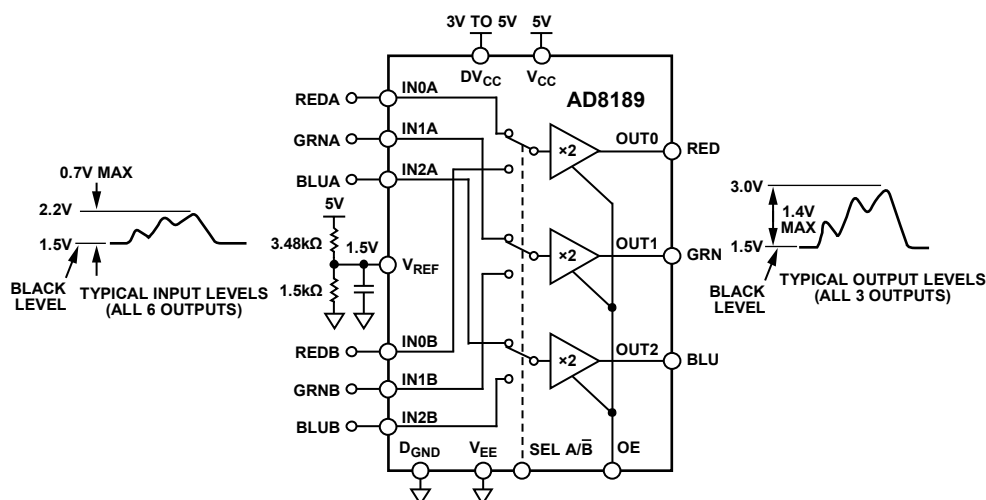 3V TO 5V
5V
DVCC
VCC
AD8189
REDA
IN0A
GRNA
IN1A
BLUA
IN2A
×2
OUT0
RED
0.7V MAX
2.2V
1.5V
BLACK
LEVEL
TYPICAL INPUT LEVELS
(ALL 6 OUTPUTS)
5V
3.48kΩ
1.5V
VREF
1.5kΩ
×2
OUT1
GRN
3.0V
1.4V
MAX
1.5V
BLACK
LEVEL
TYPICAL OUTPUT LEVELS
(ALL 3 OUTPUTS)
REDB
IN0B
GRNB
IN1B
BLUB
IN2B
×2
OUT2
BLU
DGND
VEE
SEL A/B̅
OE